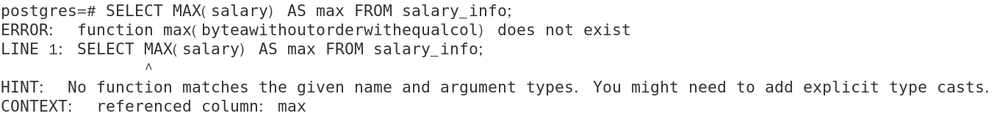 postgres=# SELECT MAX(salary) AS max FROM salary_info;
ERROR:  function max(byteawithoutorderwithequalcol) does not exist
LINE 1: SELECT MAX(salary) AS max FROM salary_info;
               ^
HINT:  No function matches the given name and argument types. You might need to add explicit type casts.
CONTEXT:  referenced column: max